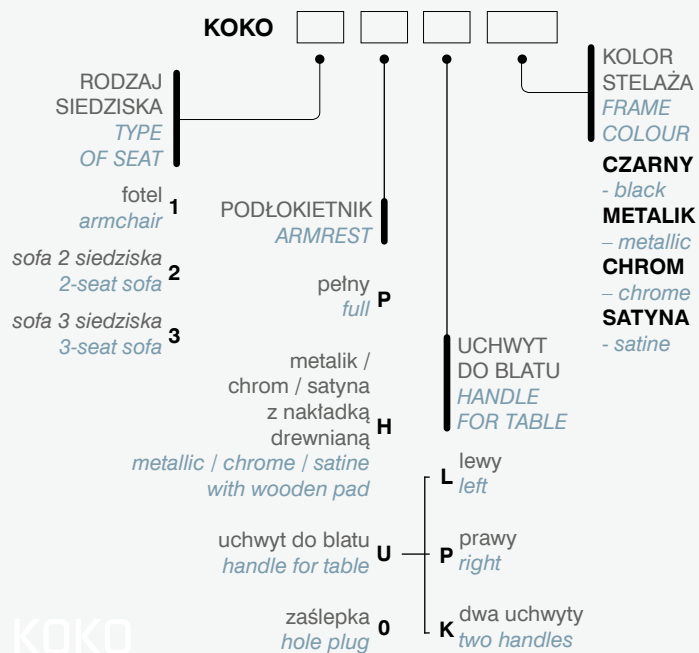 KOKO
RODZAJ
SIEDZISKA
TYPE
OF SEAT
fotel
armchair
1
sofa 2 siedziska
2-seat sofa
2
sofa 3 siedziska
3-seat sofa
3
PODŁOKIETNIK
ARMREST
pełny
full
P
metalik /
chrom / satyna
z nakładką
drewnianą
metallic / chrome / satine
with wooden pad
H
uchwyt do blatu
handle for table
U
zaślepka
hole plug
0
UCHWYT
DO BLATU
HANDLE
FOR TABLE
L
lewy
left
P
prawy
right
K
dwa uchwyty
two handles
KOLOR
STELAŻA
FRAME
COLOUR
CZARNY
- black
METALIK
– metallic
CHROM
– chrome
SATYNA
- satine
KOKO